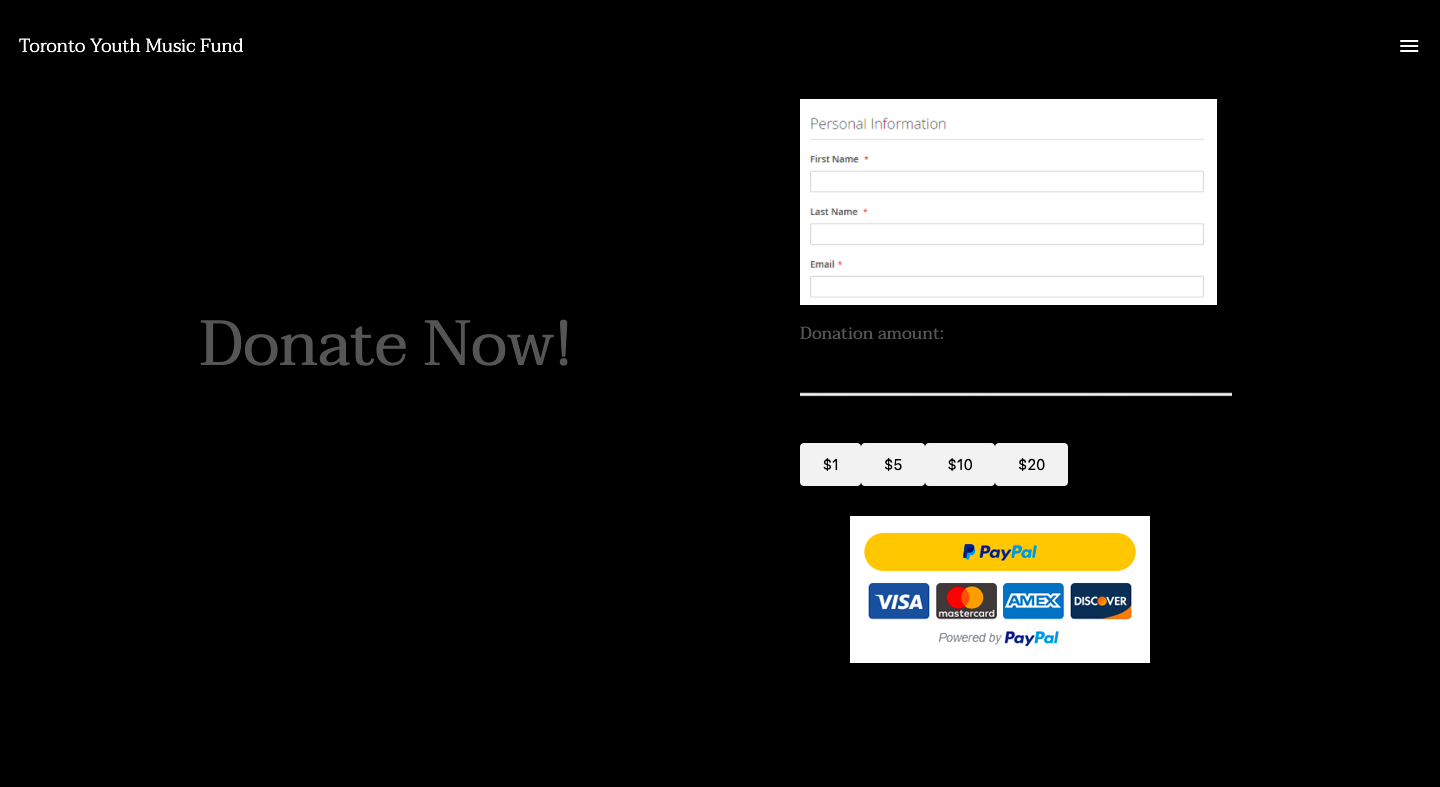 Toronto Youth Music Fund
Donate Now!
Personal Information
First Name *
Last Name *
Email *
Donation amount:
$1 $5 $10 $20
PayPal
VISA mastercard AMEX DISCOVER
Powered by PayPal